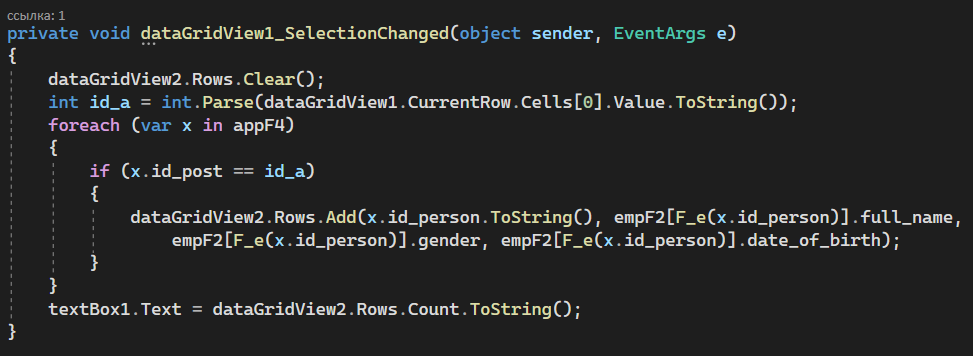 ссылка: 1
private void dataGridView1_SelectionChanged(object sender, EventArgs e)
{
dataGridView2.Rows.Clear();
int id_a = int.Parse(dataGridView1.CurrentRow.Cells[0].Value.ToString());
foreach (var x in appF4)
{
if (x.id_post == id_a)
{
dataGridView2.Rows.Add(x.id_person.ToString(), empF2[F_e(x.id_person)].full_name,
empF2[F_e(x.id_person)].gender, empF2[F_e(x.id_person)].date_of_birth);
}
}
textBox1.Text = dataGridView2.Rows.Count.ToString();
}